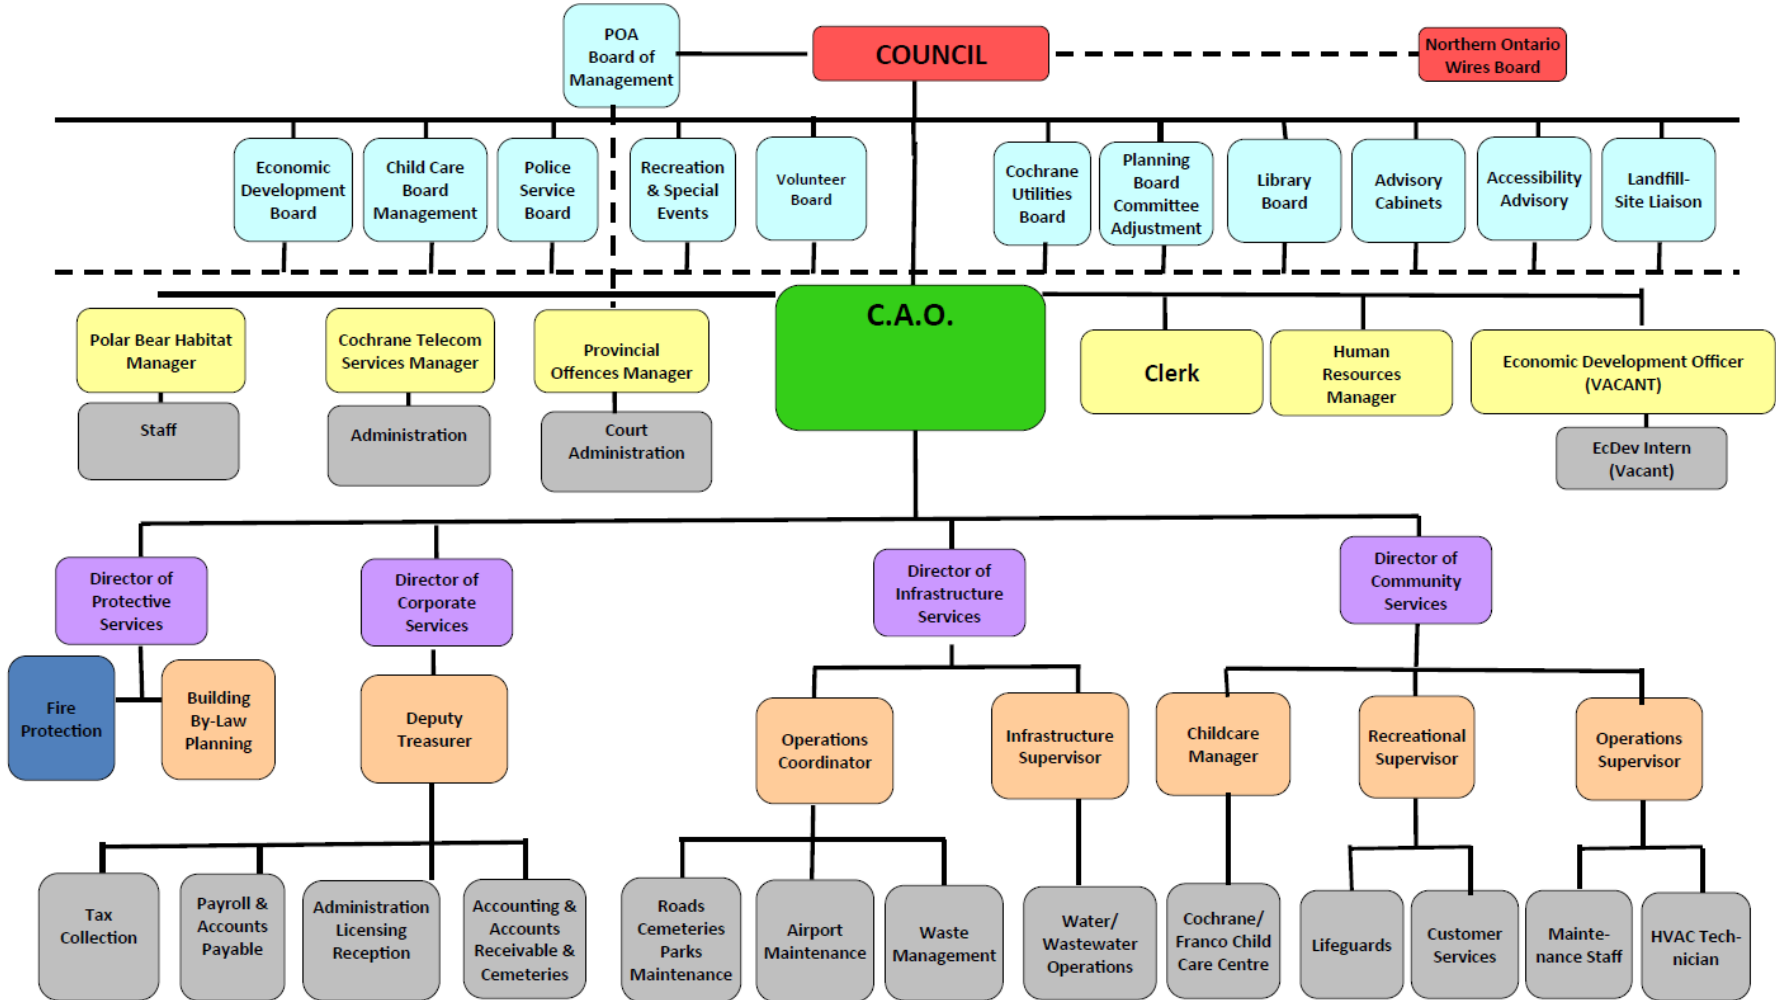 POA
Board of
Management
COUNCIL
Northern Ontario
Wires Board
Economic
Development
Board
Child Care
Board
Management
Police
Service
Board
Recreation
& Special
Events
Volunteer
Board
Cochrane
Utilities
Board
Planning
Board
Committee
Adjustment
Library
Board
Advisory
Cabinets
Accessibility
Advisory
Landfill-
Site Liaison
C.A.O.
Polar Bear Habitat
Manager
Cochrane Telecom
Services Manager
Provincial
Offences Manager
Clerk
Human
Resources
Manager
Economic Development Officer
(VACANT)
Staff
Administration
Court
Administration
EcDev Intern
(Vacant)
Director of
Protective
Services
Director of
Corporate
Services
Director of
Infrastructure
Services
Director of
Community
Services
Fire
Protection
Building
By-Law
Planning
Deputy
Treasurer
Operations
Coordinator
Infrastructure
Supervisor
Childcare
Manager
Recreational
Supervisor
Operations
Supervisor
Tax
Collection
Payroll &
Accounts
Payable
Administration
Licensing
Reception
Accounting &
Accounts
Receivable &
Cemeteries
Roads
Cemeteries
Parks
Maintenance
Airport
Maintenance
Waste
Management
Water/
Wastewater
Operations
Cochrane/
Franco Child
Care Centre
Lifeguards
Customer
Services
Mainte-
nance Staff
HVAC Tech-
nician